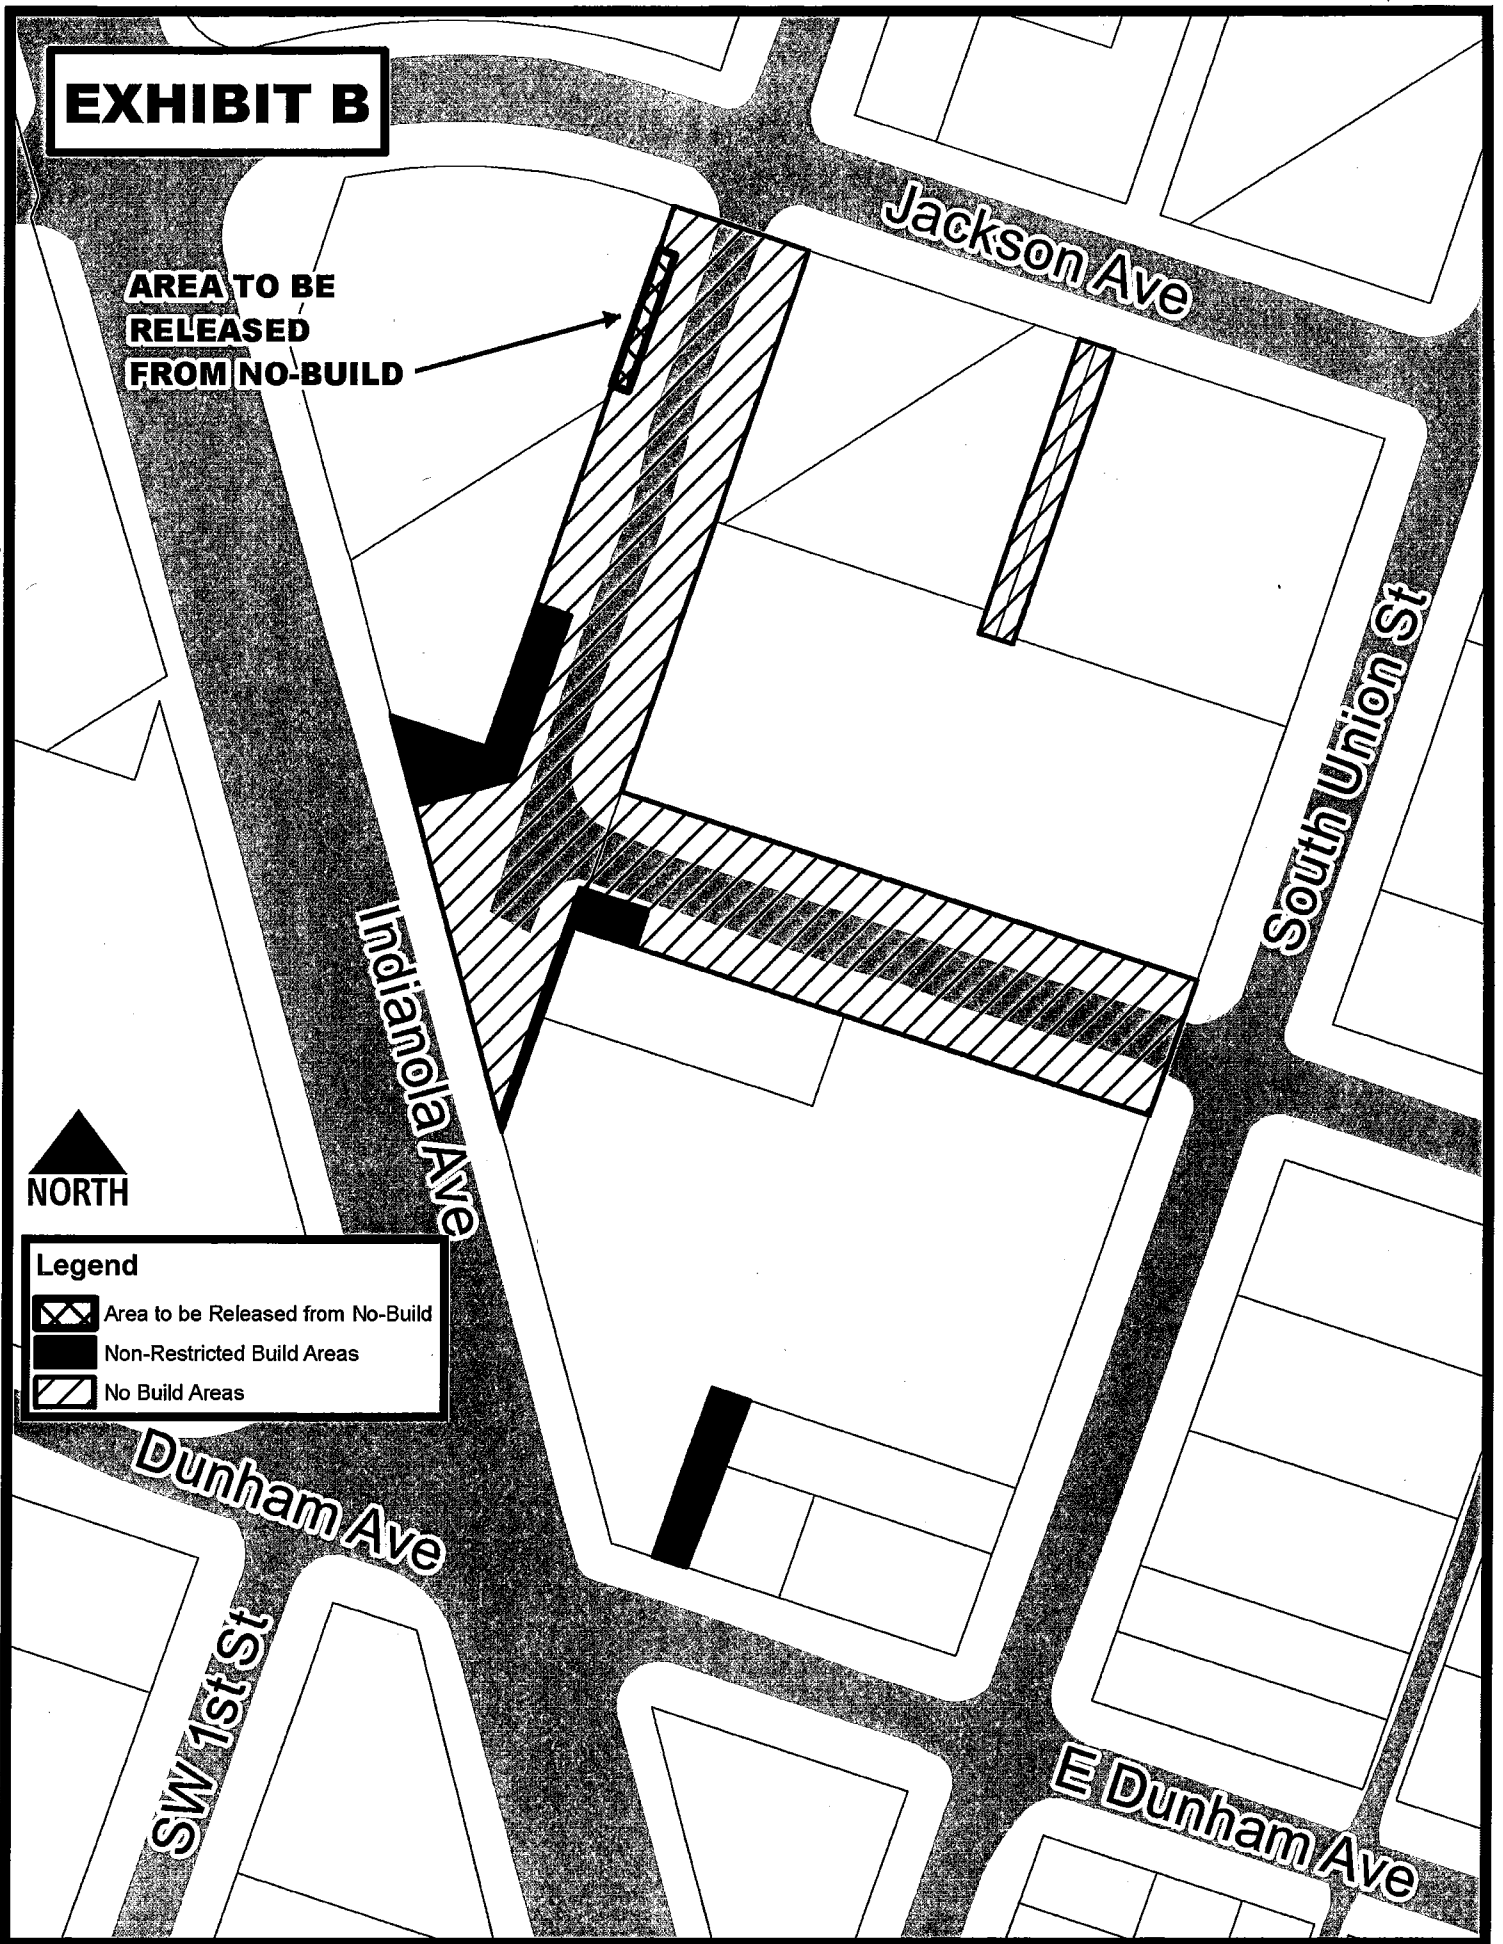 EXHIBIT B
Jackson Ave
AREA TO BE
RELEASED
FROM NO-BUILD
South Union St
Indianola Ave
NORTH
Legend
Area to be Released from No-Build
Non-Restricted Build Areas
No Build Areas
Dunham Ave
SW 1st St
E Dunham Ave